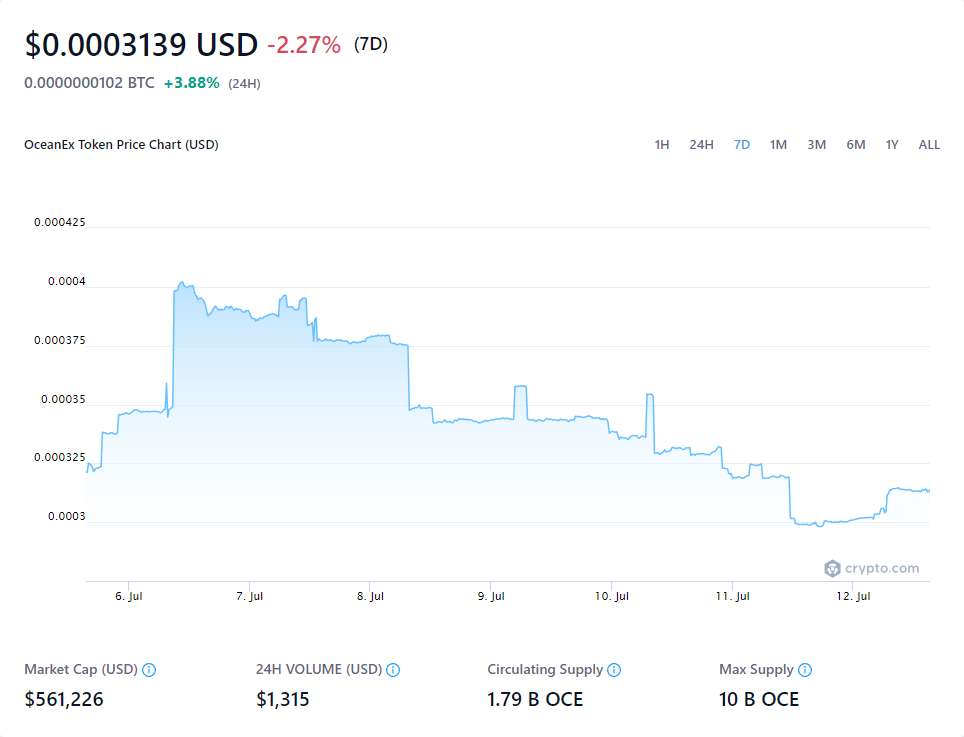 $0.0003139 USD -2.27% (7D)
0.0000000102 BTC +3.88% (24H)
OceanEx Token Price Chart (USD) 1H 24H 7D 1M 3M 6M 1Y ALL
0.000425
0.0004
0.000375
0.00035
0.000325
0.0003
crypto.com
6. Jul 7. Jul 8. Jul 9. Jul 10. Jul 11. Jul 12. Jul
Market Cap (USD) 24H VOLUME (USD) Circulating Supply Max Supply
$561,226 $1,315 1.79 B OCE 10 B OCE